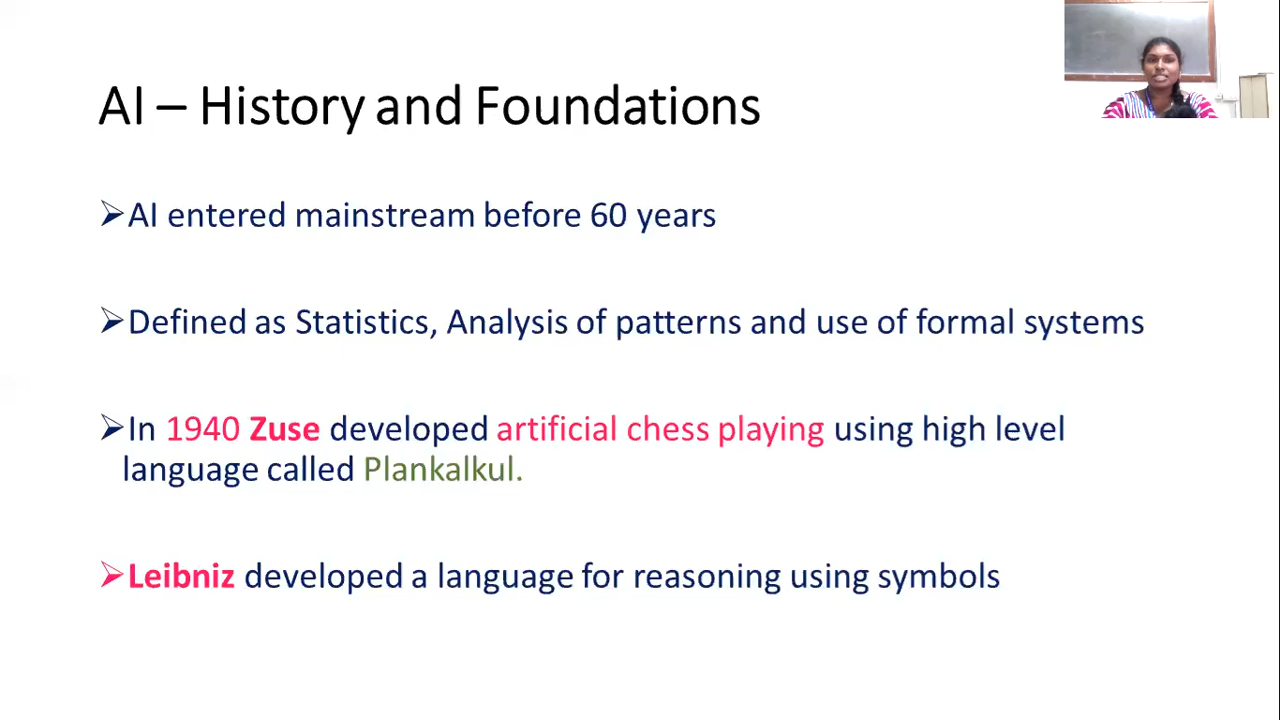 AI – History and Foundations
➢AI entered mainstream before 60 years
➢Defined as Statistics, Analysis of patterns and use of formal systems
➢In 1940 Zuse developed artificial chess playing using high level
language called Plankalkul.
➢Leibniz developed a language for reasoning using symbols